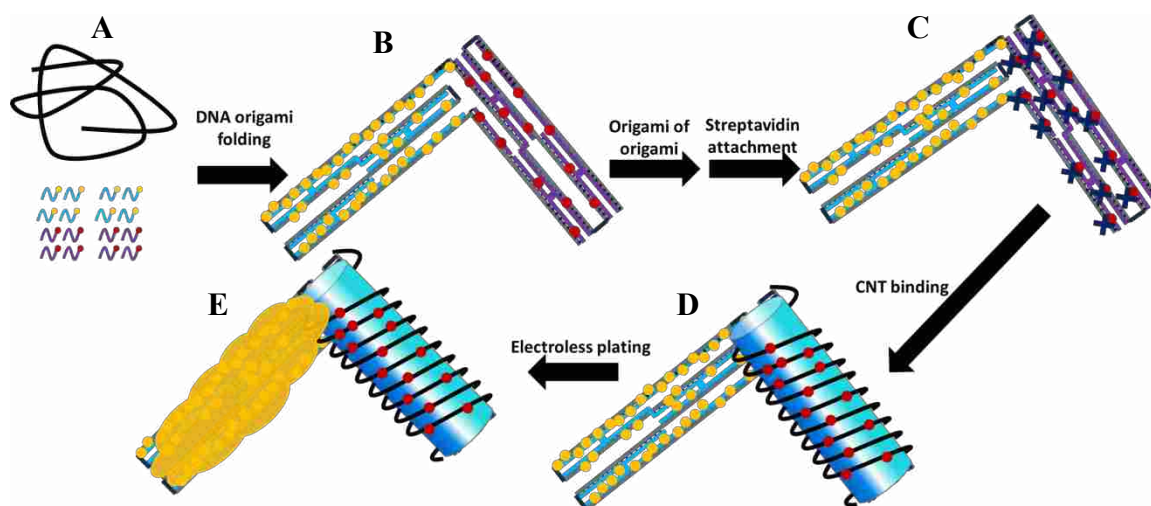 A
B
C
DNA origami
folding
Origami of
origami
Streptavidin
attachment
CNT binding
E
D
Electroless plating